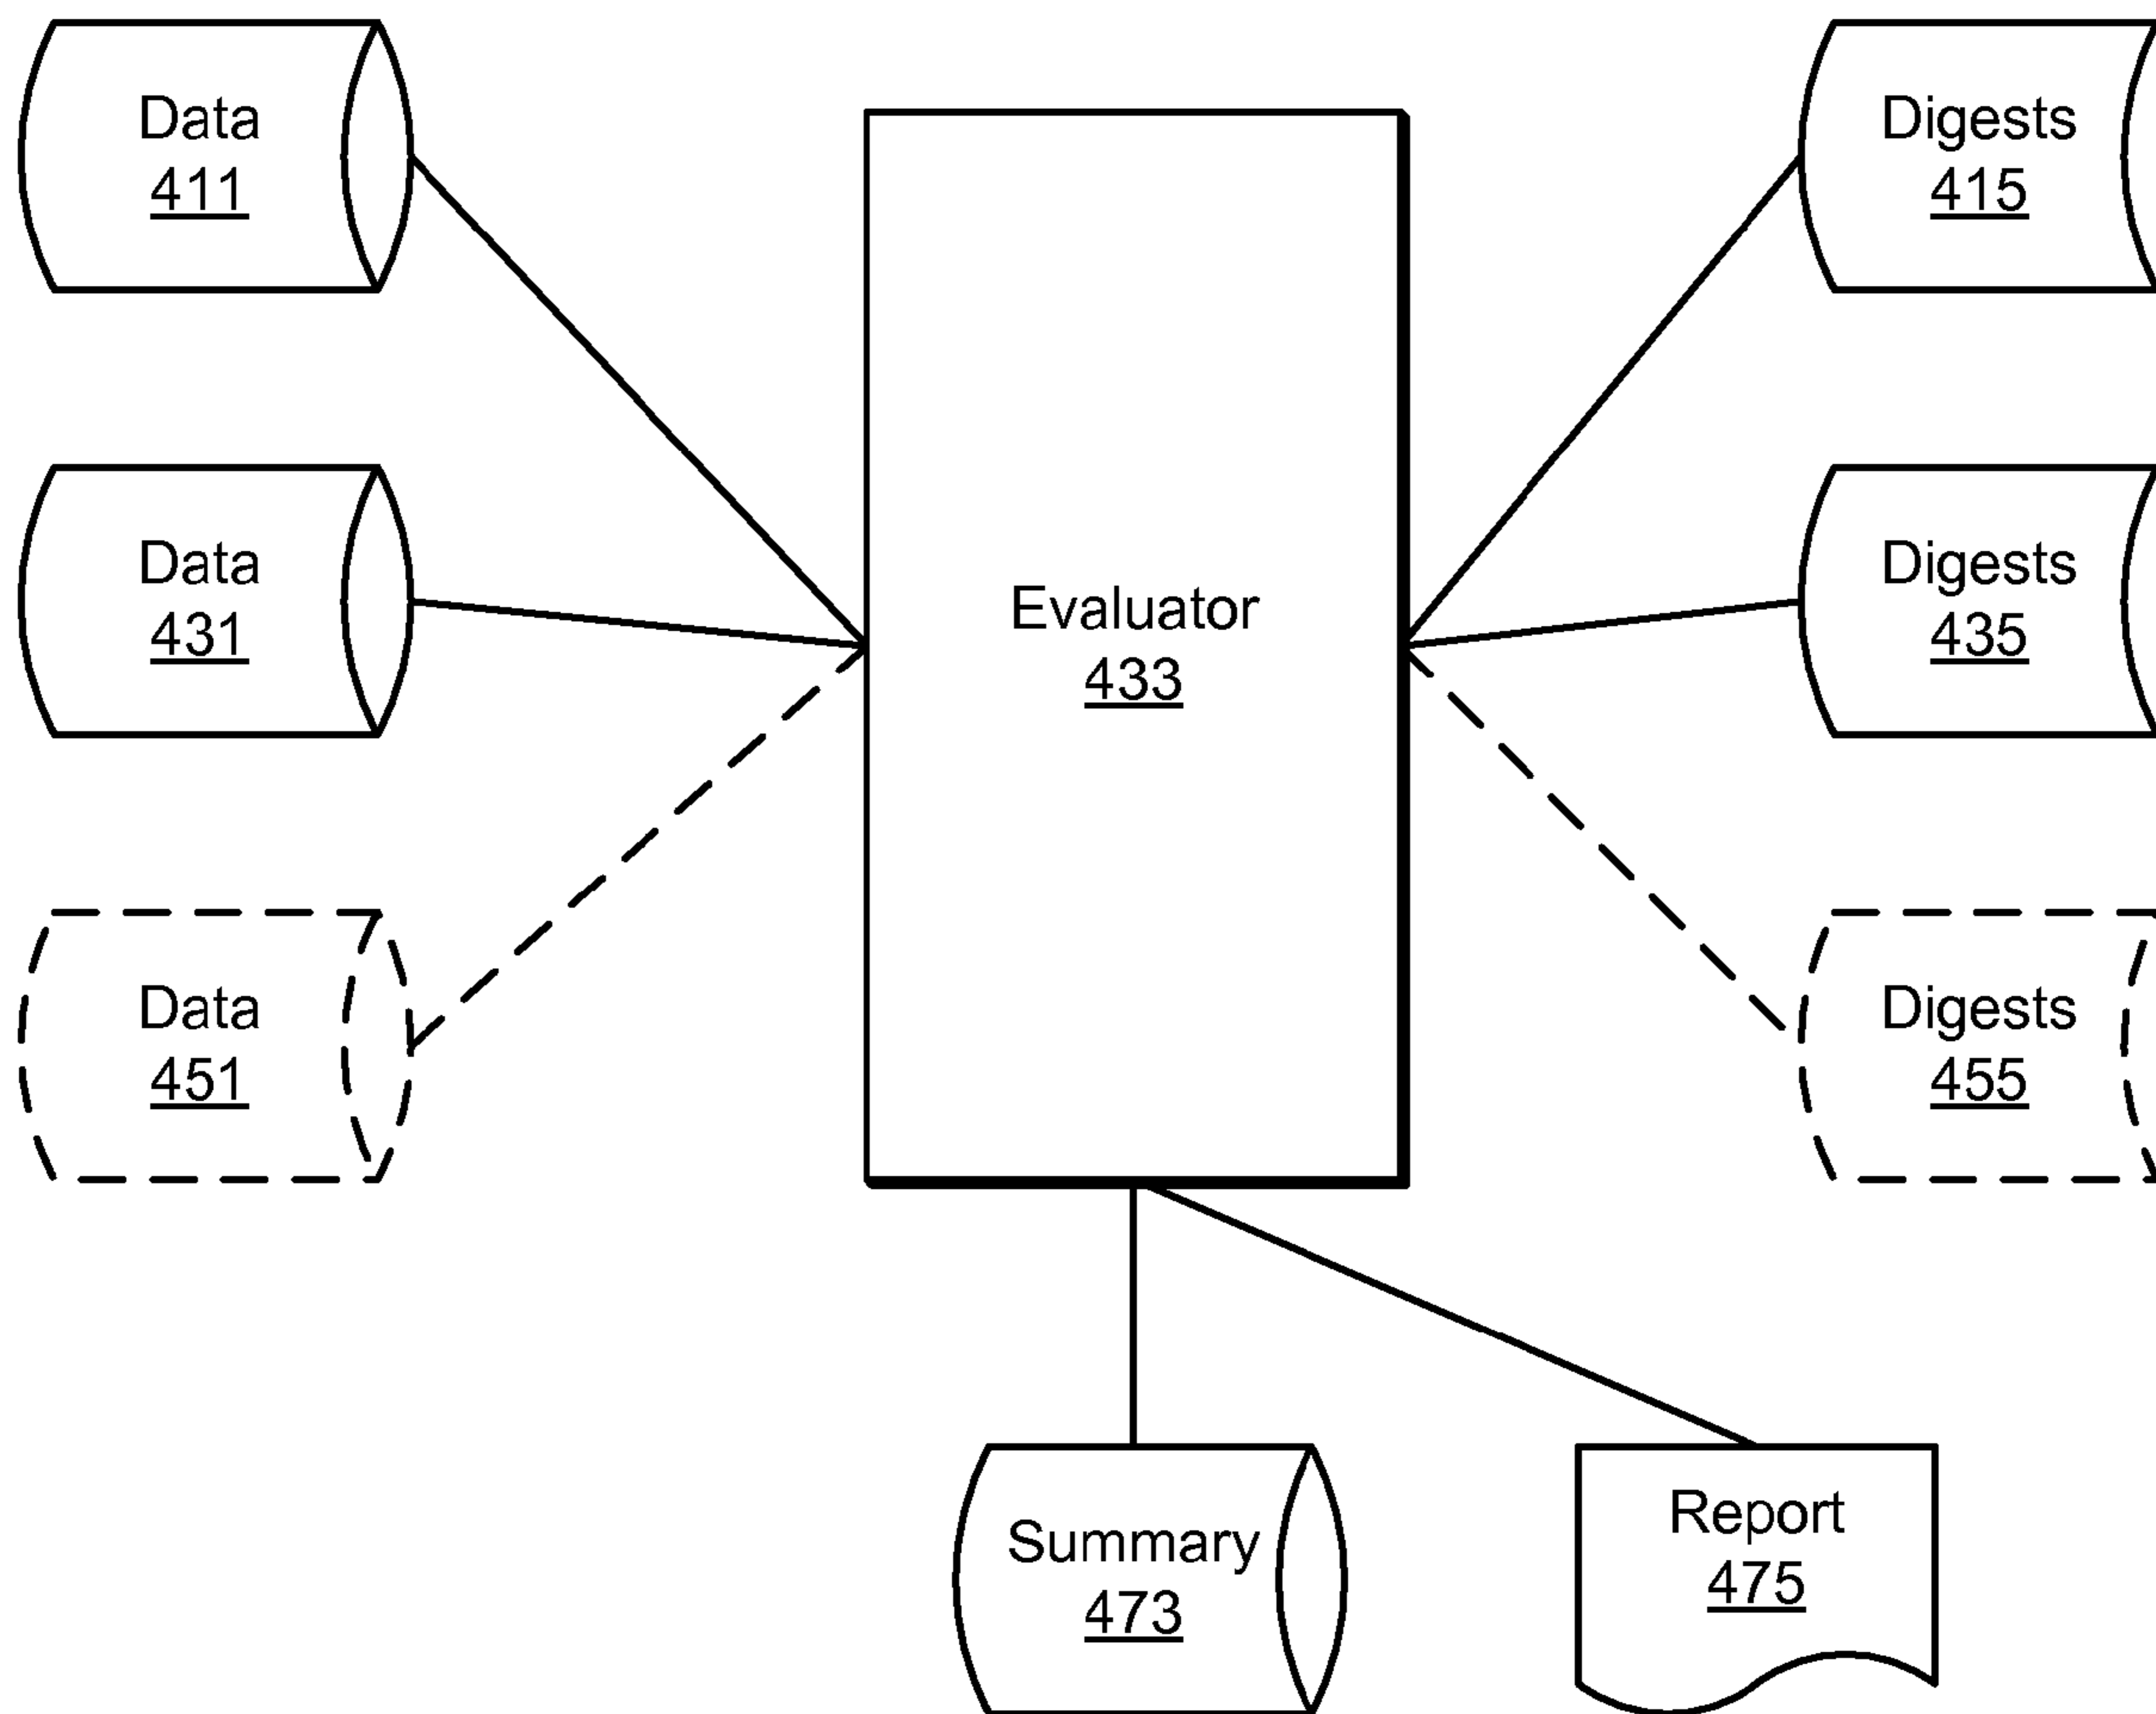 Data
411
Digests
415
Data
431
Evaluator
433
Digests
435
Data
451
Digests
455
Summary
473
Report
475